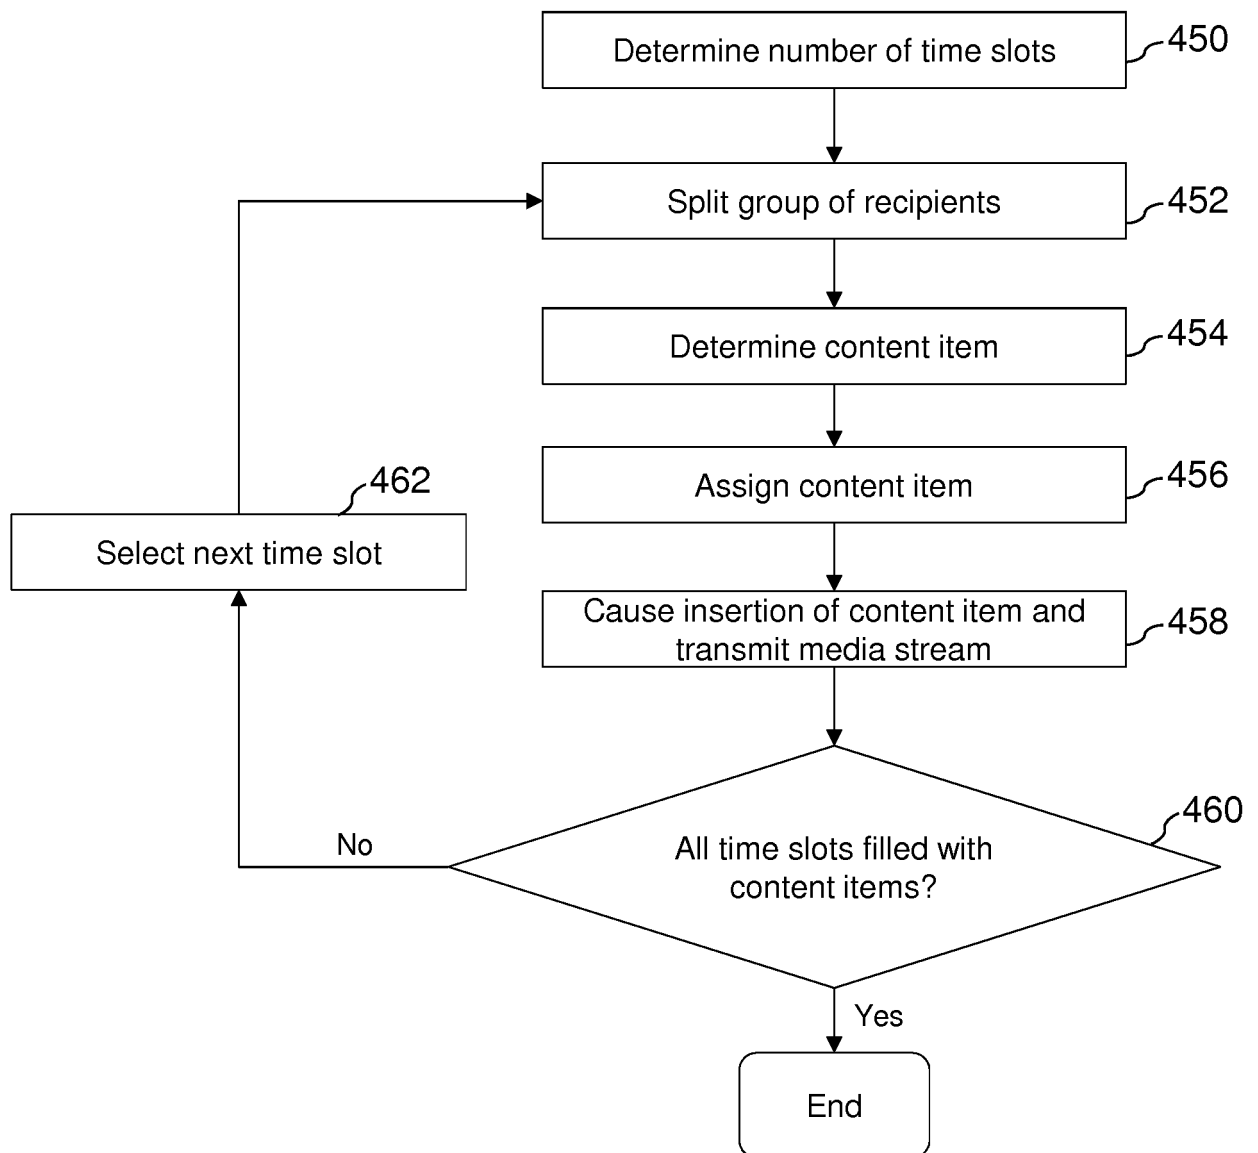 Determine number of time slots
450
Split group of recipients
452
Determine content item
454
Assign content item
456
462
Select next time slot
Cause insertion of content item and
transmit media stream
458
460
All time slots filled with
content items?
No
Yes
End